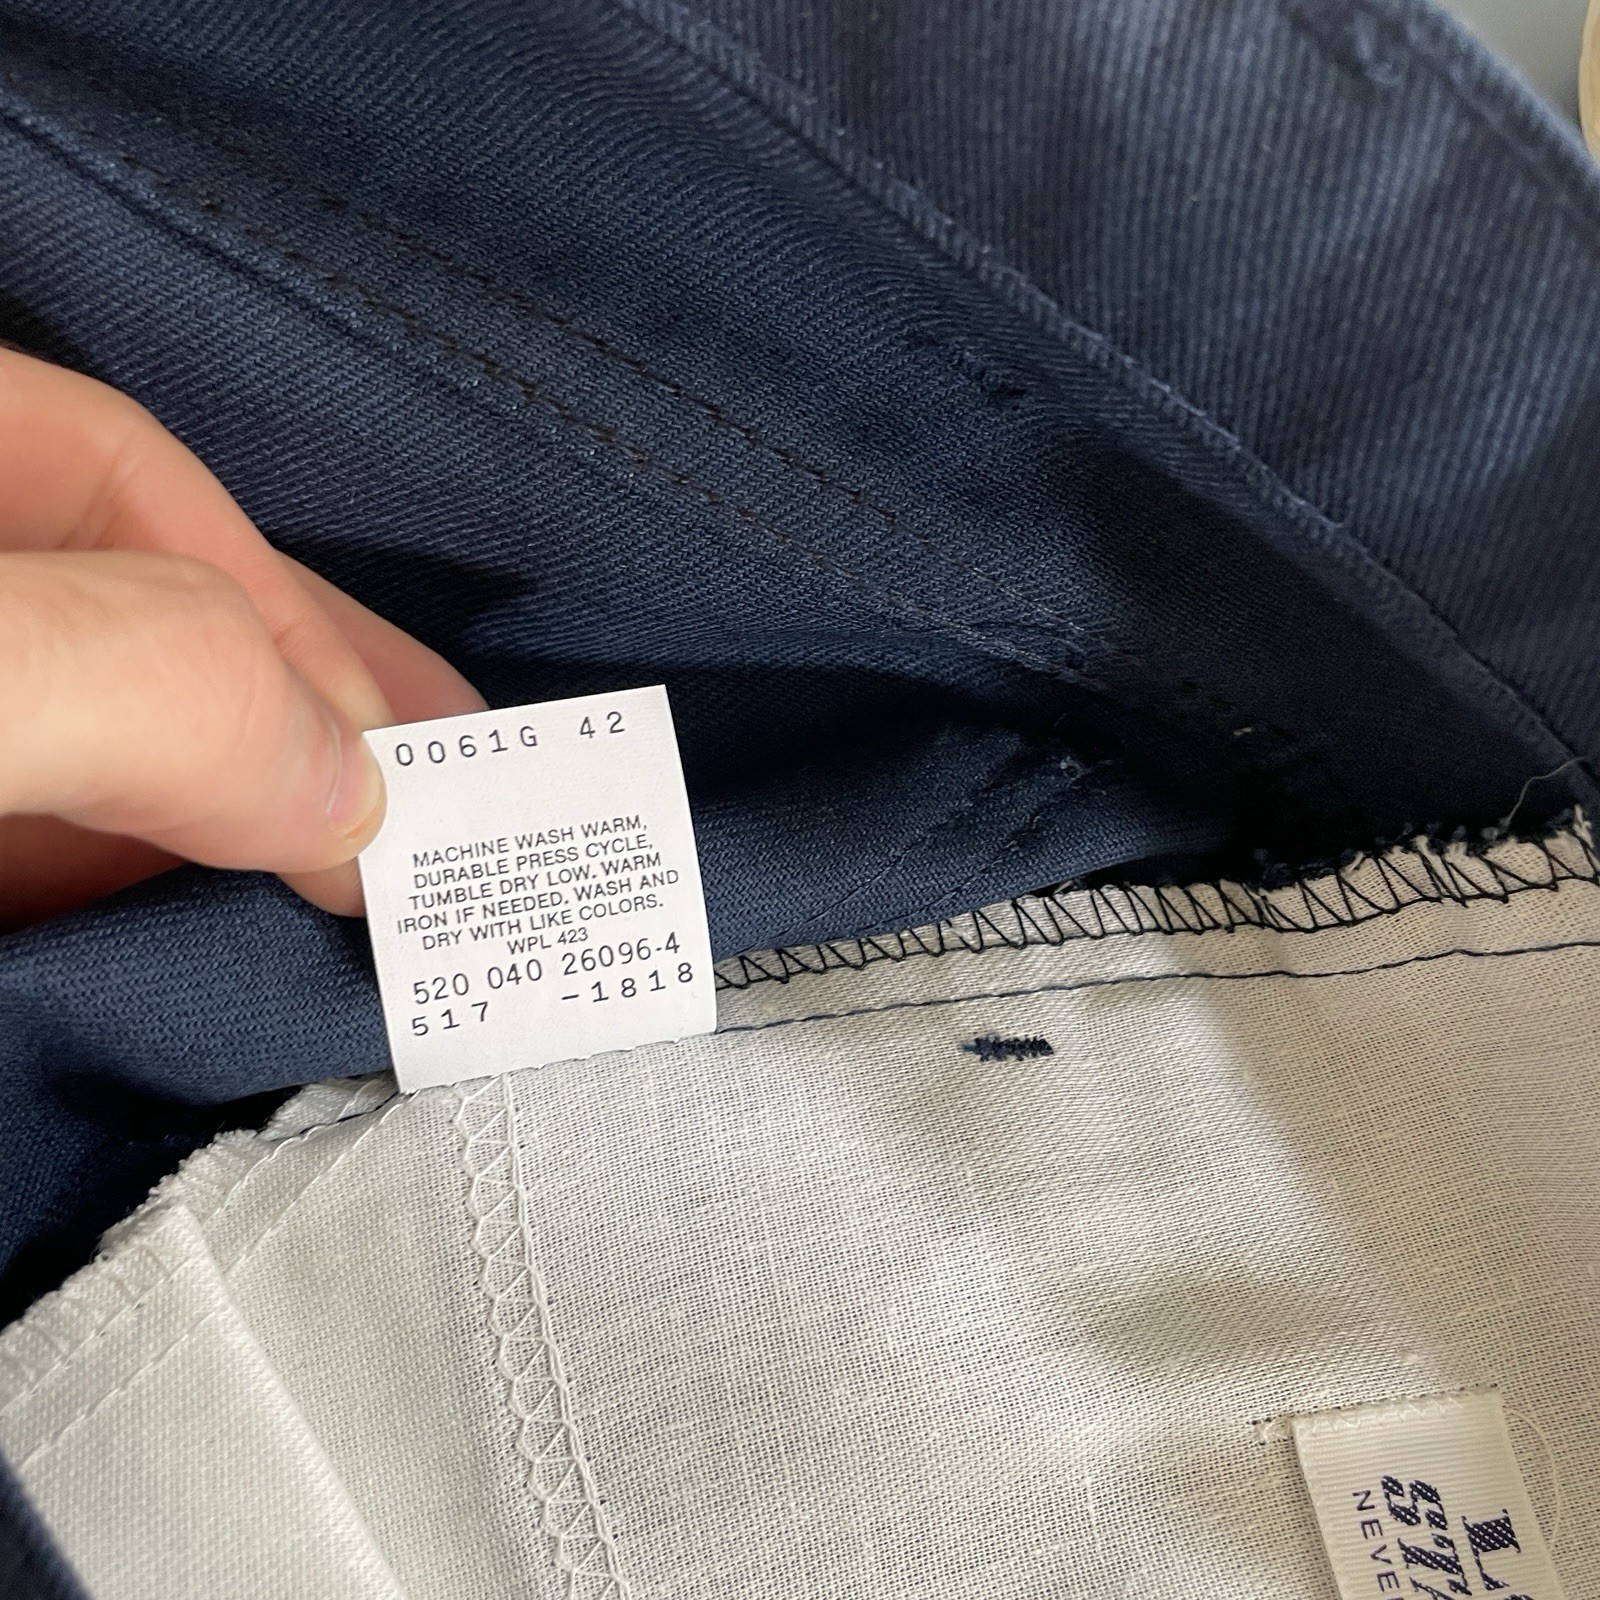 0061G 42
MACHINE WASH WARM,
DURABLE PRESS CYCLE,
TUMBLE DRY LOW. WARM
IRON IF NEEDED. WASH AND
DRY WITH LIKE COLORS.
WPL 423
520 040 26096-4
517 -1818